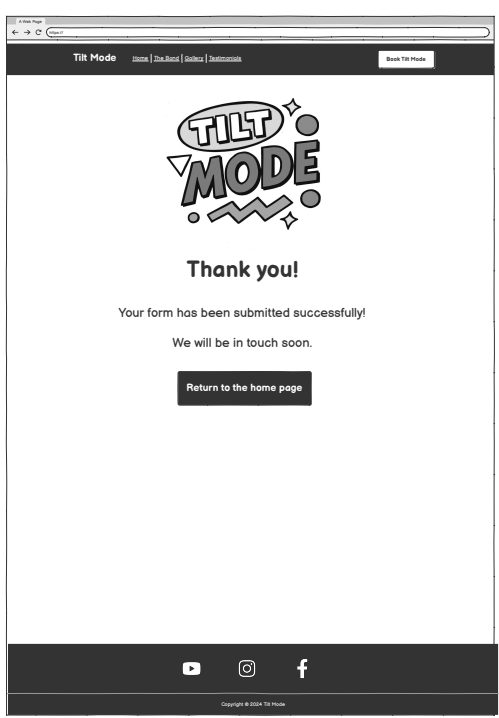 A Web Page
https://
Tilt Mode
Home | The Band | Gallery | Testimonials
Book Tilt Mode
TILT
MODE
Thank you!
Your form has been submitted successfully!
We will be in touch soon.
Return to the home page
Copyright © 2024 Tilt Mode